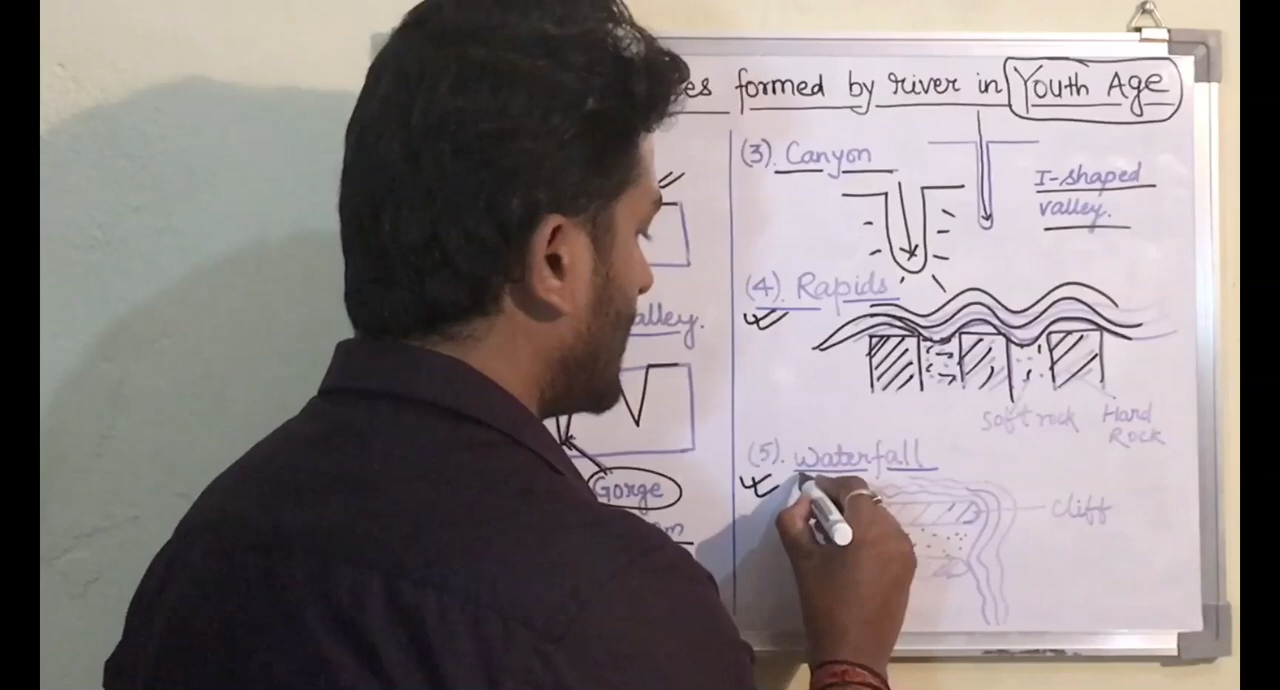 es formed by river in Youth Age
alley.
Gorge
(3). Canyon
I-shaped
valley.
(4). Rapids
Soft rock
Hard
Rock
(5). Waterfall
cliff